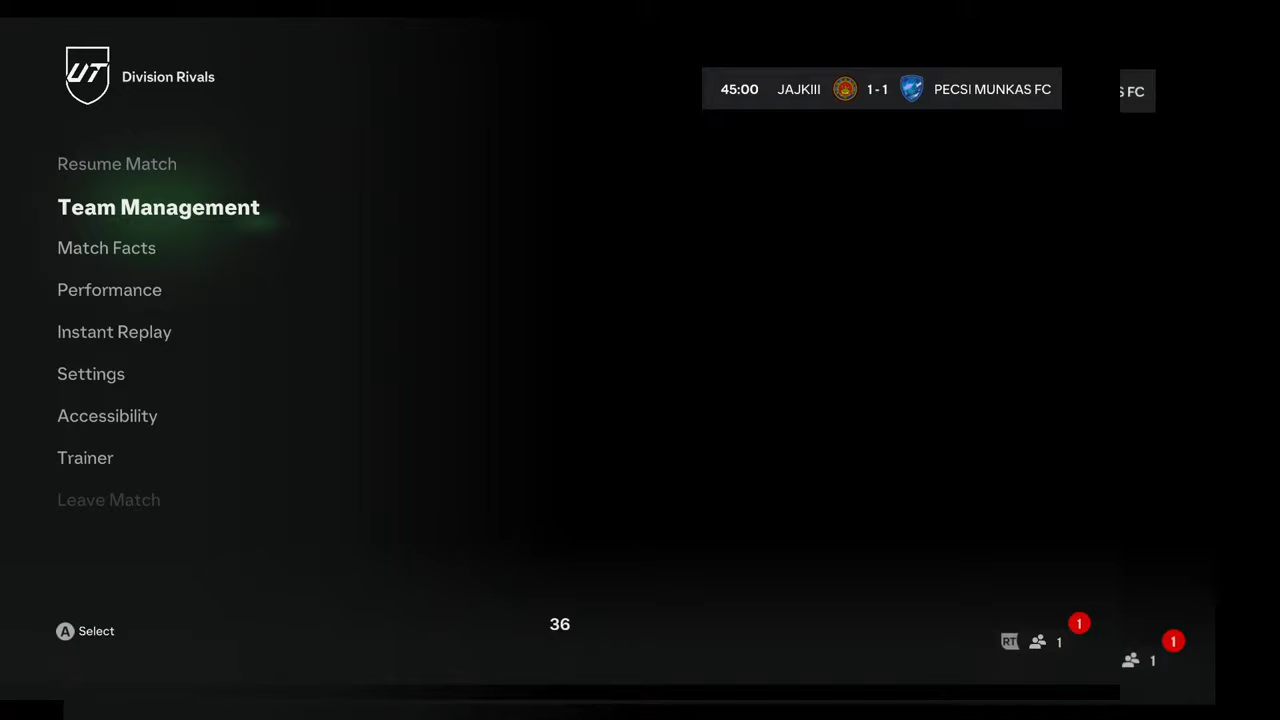 UT
Division Rivals
45:00 JAJKIII 1 - 1 PECSI MUNKAS FC
S FC
Resume Match
Team Management
Match Facts
Performance
Instant Replay
Settings
Accessibility
Trainer
Leave Match
A Select
36
RT 1 1
1 1